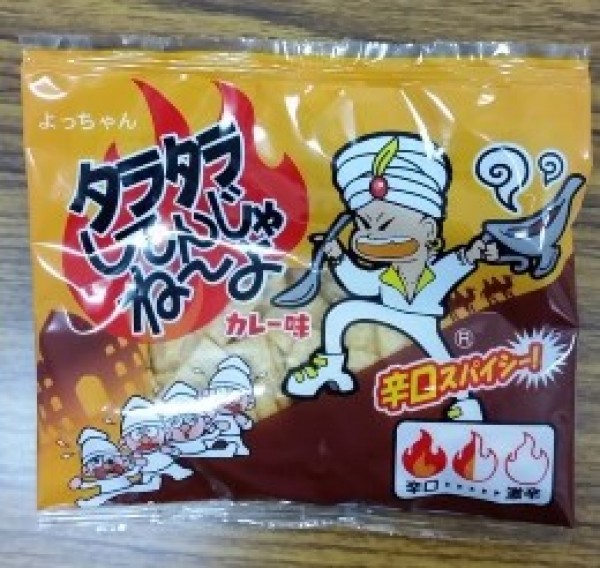 よっちゃん
タラタラ
してんじゃ
ね〜よ
カレー味
®
辛口スパイシー!
辛口 激辛